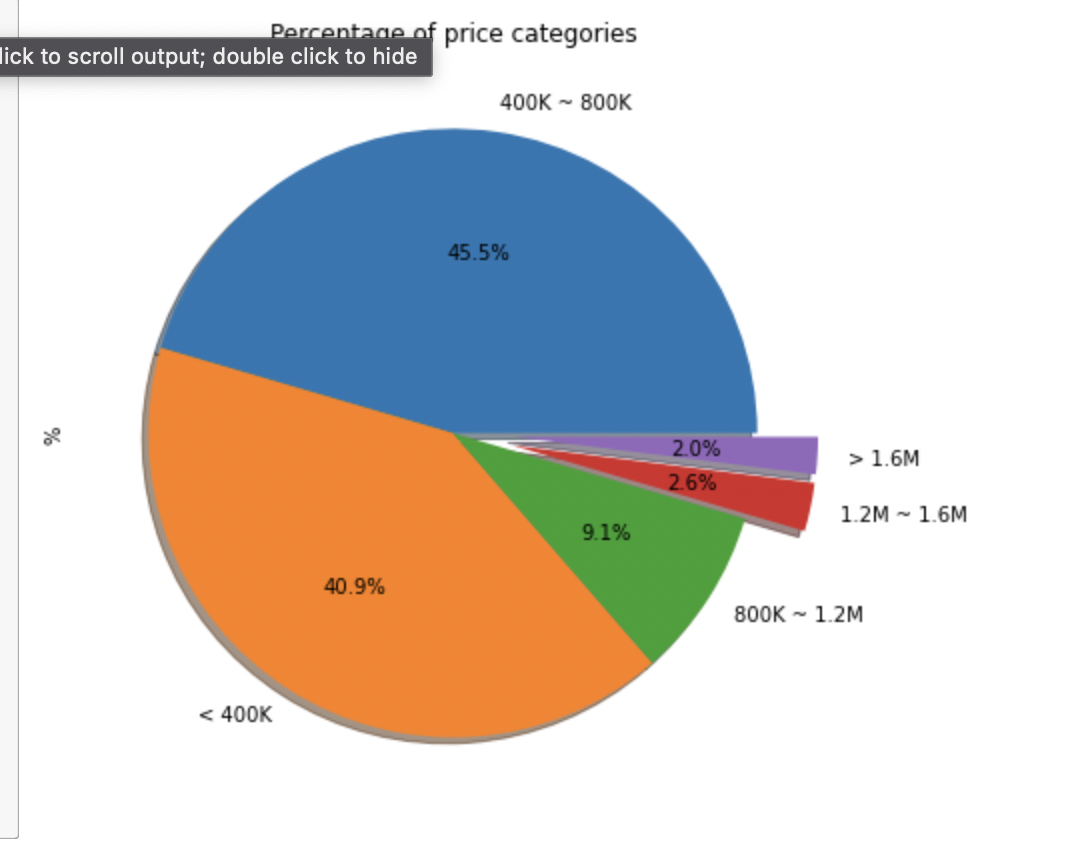 Percentage of price categories
lick to scroll output; double click to hide
400K ~ 800K
45.5%
%
2.0%
> 1.6M
2.6%
1.2M ~ 1.6M
9.1%
40.9%
800K ~ 1.2M
< 400K